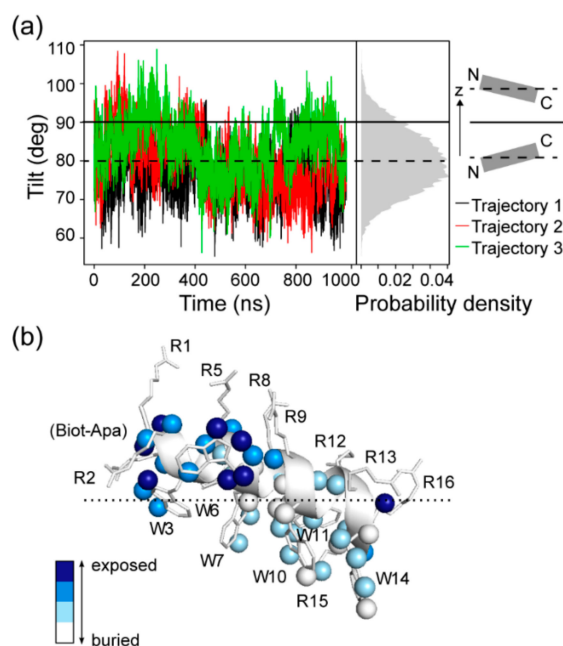 (a)
110
100
90
80
70
60
Tilt (deg)
0 200 400 600 800 1000
Time (ns)
0 0.02 0.04
Probability density
N
C
z
C
N
Trajectory 1
Trajectory 2
Trajectory 3
(b)
R1
R5
R8
R9
(Biot-Apa)
R12
R13
R16
R2
W3
W6
W7
W11
W10
W14
R15
exposed
buried